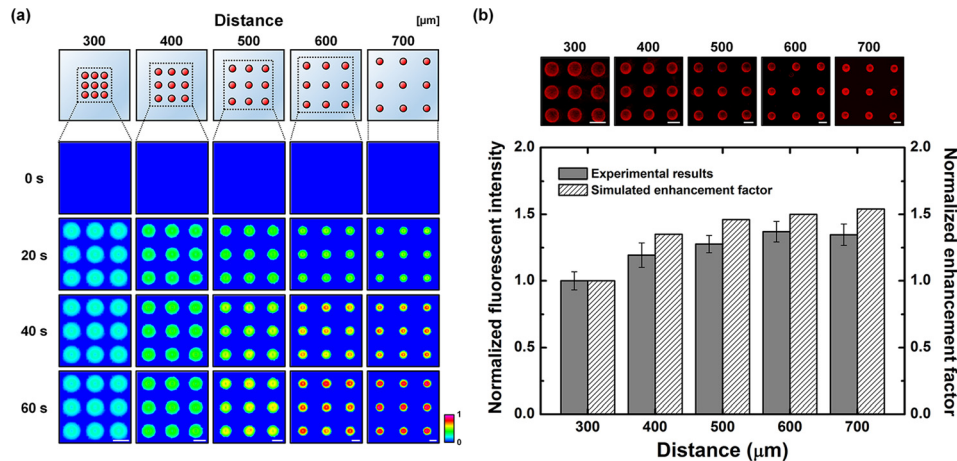 (a)
Distance
[μm]
300 400 500 600 700
0 s
20 s
40 s
60 s
1
0
(b)
300 400 500 600 700
Normalized fluorescent intensity
2.0
1.5
1.0
0.5
0.0
Experimental results
Simulated enhancement factor
2.0
1.5
1.0
0.5
0.0
Normalized enhancement factor
300 400 500 600 700
Distance (μm)